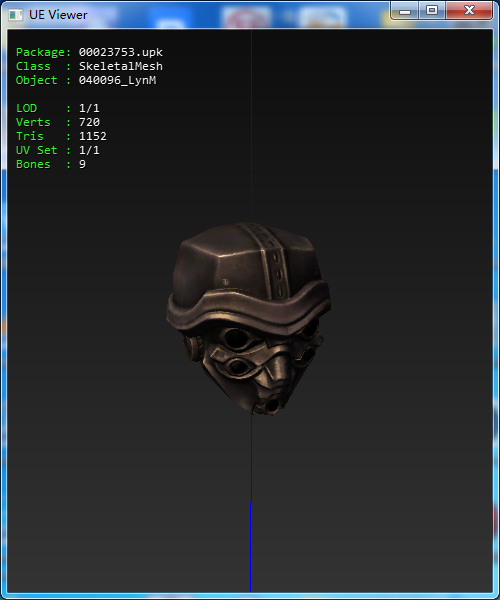 UE Viewer
Package: 00023753.upk
Class : SkeletalMesh
Object : 040096_LynM
LOD : 1/1
Verts : 720
Tris : 1152
UV Set : 1/1
Bones : 9